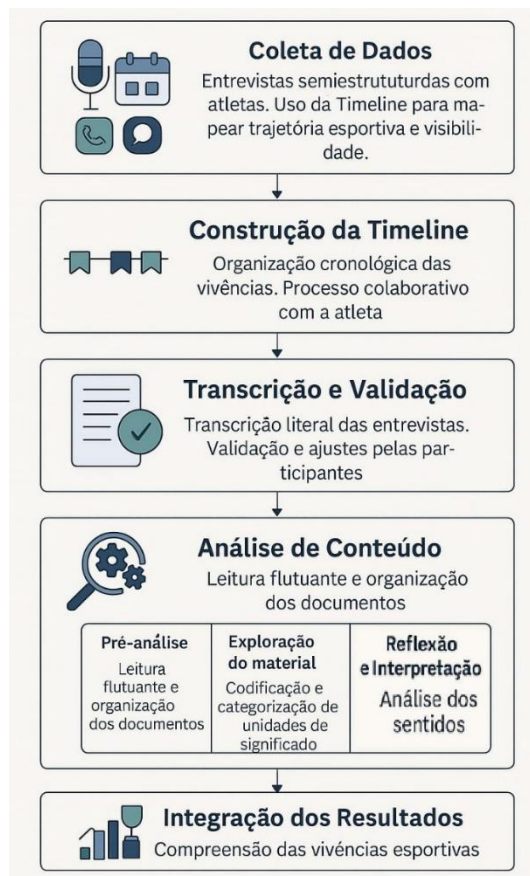 Coleta de Dados
Entrevistas semiestrututurdas com
atletas. Uso da Timeline para ma-
pear trajetória esportiva e visibili-
dade.
Construção da Timeline
Organização cronológica das
vivências. Processo colaborativo
com a atleta
Transcrição e Validação
Transcrição literal das entrevistas.
Validação e ajustes pelas par-
ticipantes
Análise de Conteúdo
Leitura flutuante e organização
dos documentos
Pré-análise
Leitura
flutuante e
organização
dos documentos
Exploração
do material
Codificação e
categorização de
unidades de
significado
Reflexão
e Interpretação
Análise dos
sentidos
Integração dos Resultados
Compreensão das vivências esportivas